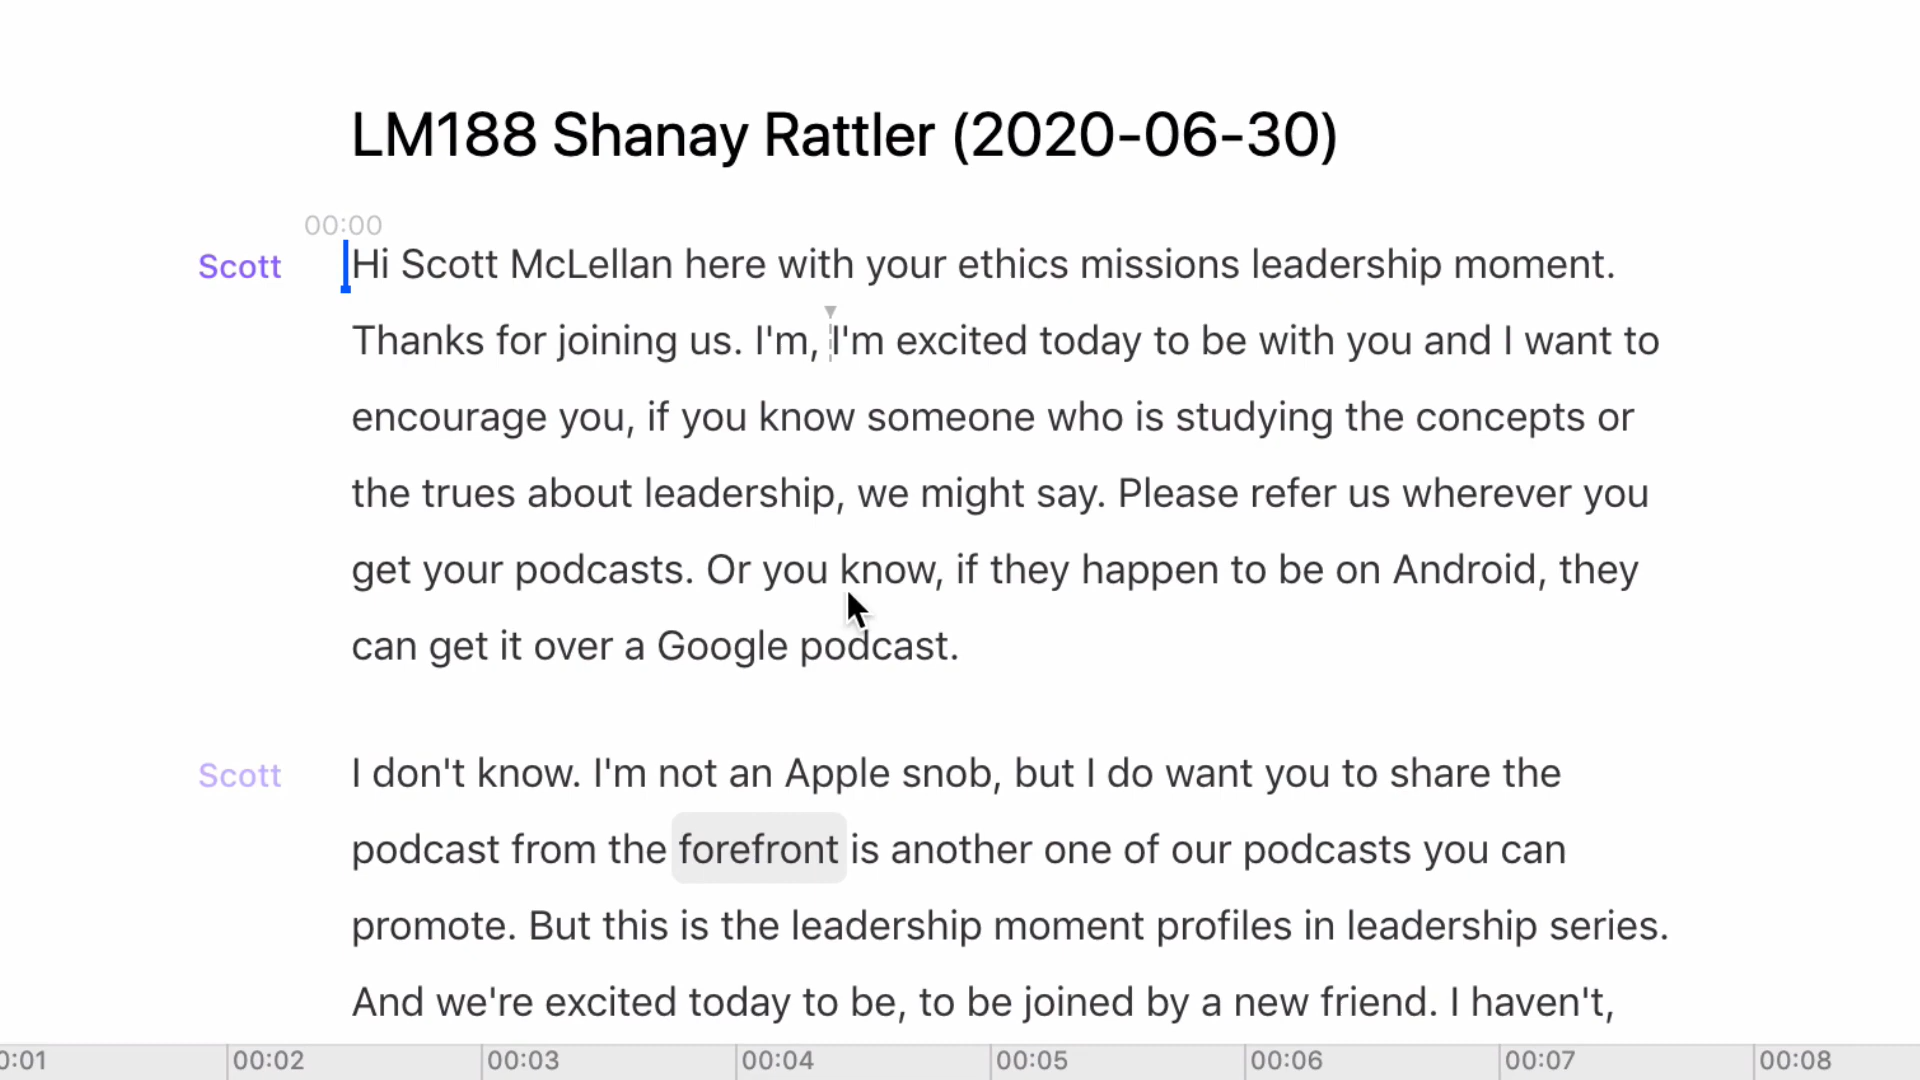 LM188 Shanay Rattler (2020-06-30)
00:00
Scott
Hi Scott McLellan here with your ethics missions leadership moment.
Thanks for joining us. I'm, I'm excited today to be with you and I want to
encourage you, if you know someone who is studying the concepts or
the trues about leadership, we might say. Please refer us wherever you
get your podcasts. Or you know, if they happen to be on Android, they
can get it over a Google podcast.
Scott
I don't know. I'm not an Apple snob, but I do want you to share the
podcast from the forefront is another one of our podcasts you can
promote. But this is the leadership moment profiles in leadership series.
And we're excited today to be, to be joined by a new friend. I haven't,
0:01 00:02 00:03 00:04 00:05 00:06 00:07 00:08